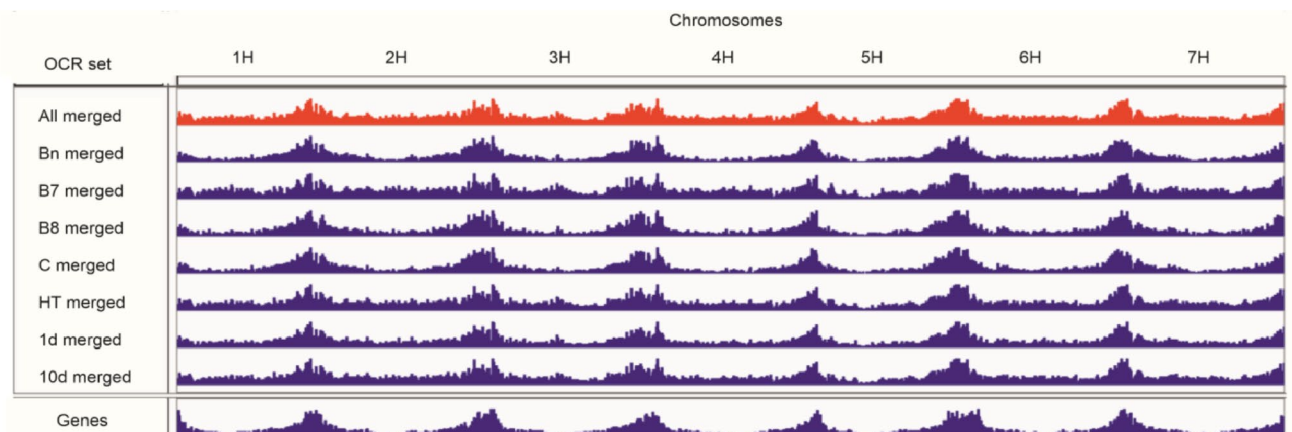 Chromosomes
OCR set 1H 2H 3H 4H 5H 6H 7H
All merged
Bn merged
B7 merged
B8 merged
C merged
HT merged
1d merged
10d merged
Genes